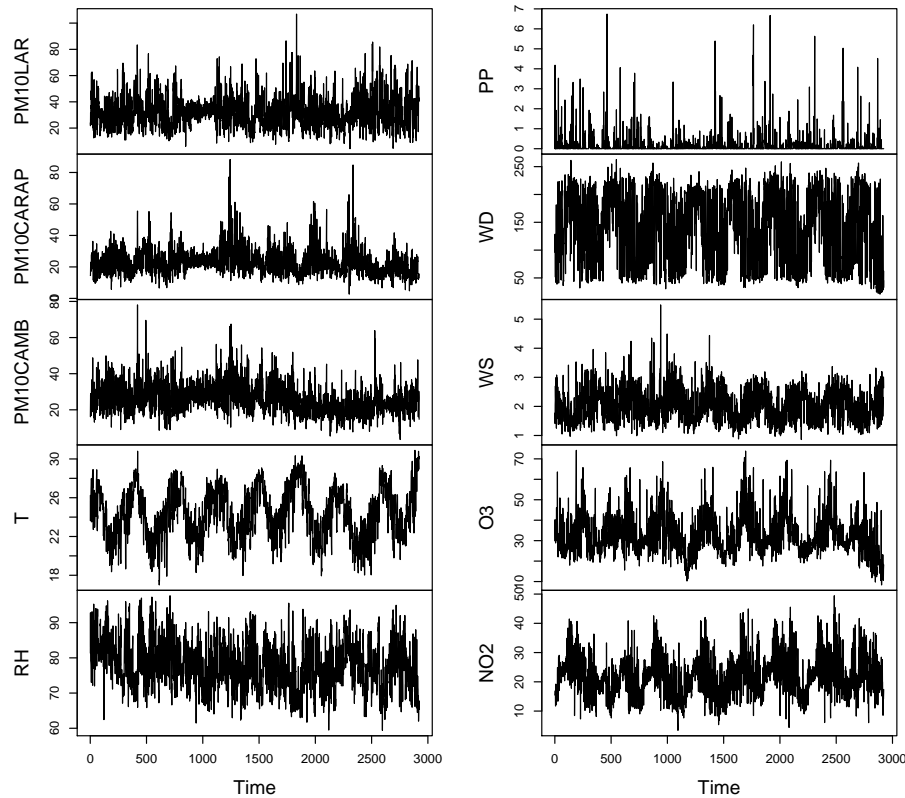 PM10LAR
20 40 60 80
PM10CARAP
0 20 40 60 80
PM10CAMB
20 40 60 80
T
18 22 26 30
RH
60 70 80 90
0 500 1000 1500 2000 2500 3000
Time
PP
0 1 2 3 4 5 6 7
WD
50 150 250
WS
1 2 3 4 5
O3
10 30 50 70
NO2
10 20 30 40 50
0 500 1000 1500 2000 2500 3000
Time